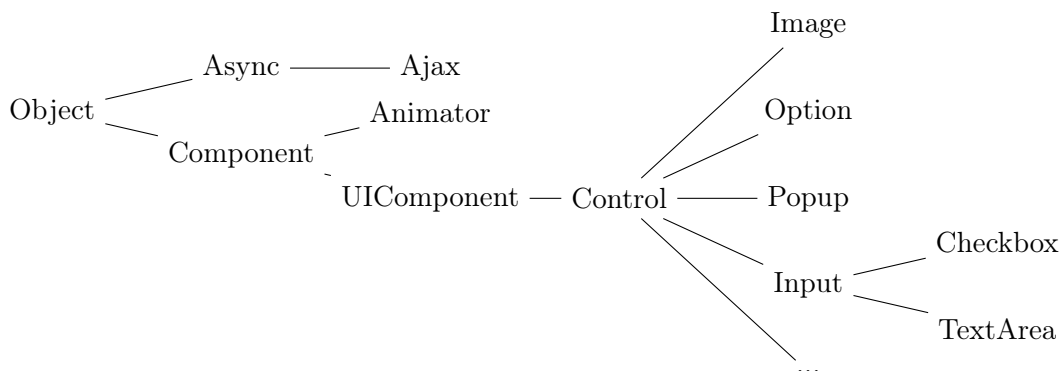 Image
Async
Ajax
Object
Animator
Option
Component
UIComponent
Control
Popup
Checkbox
Input
TextArea
...